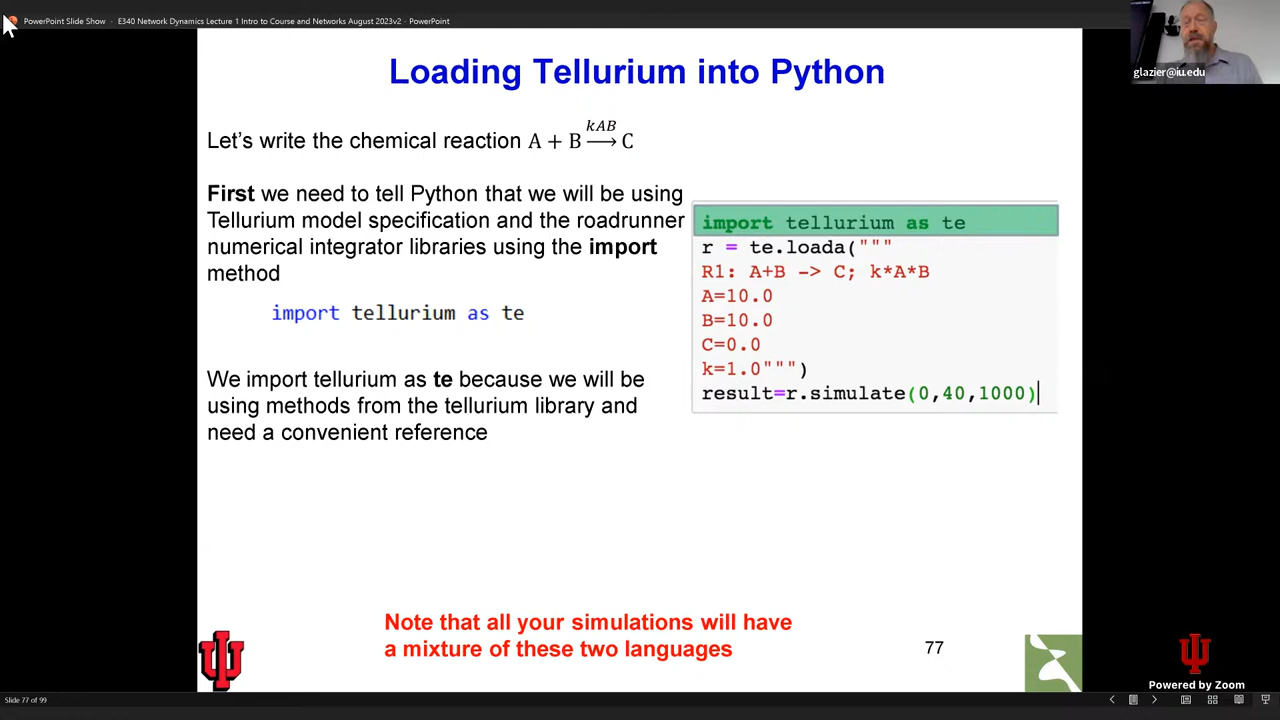 PowerPoint Slide Show - E340 Network Dynamics Lecture 1 Intro to Course and Networks August 2023v2 - PowerPoint
glazier@iu.edu
Loading Tellurium into Python
kAB
Let's write the chemical reaction A + B ⟶ C
First we need to tell Python that we will be using
Tellurium model specification and the roadrunner
numerical integrator libraries using the import
method
import tellurium as te
We import tellurium as te because we will be
using methods from the tellurium library and
need a convenient reference
import tellurium as te
r = te.loada("""
R1: A+B -> C; k*A*B
A=10.0
B=10.0
C=0.0
k=1.0""")
result=r.simulate(0,40,1000)
Note that all your simulations will have
a mixture of these two languages
77
Powered by Zoom
Slide 77 of 99